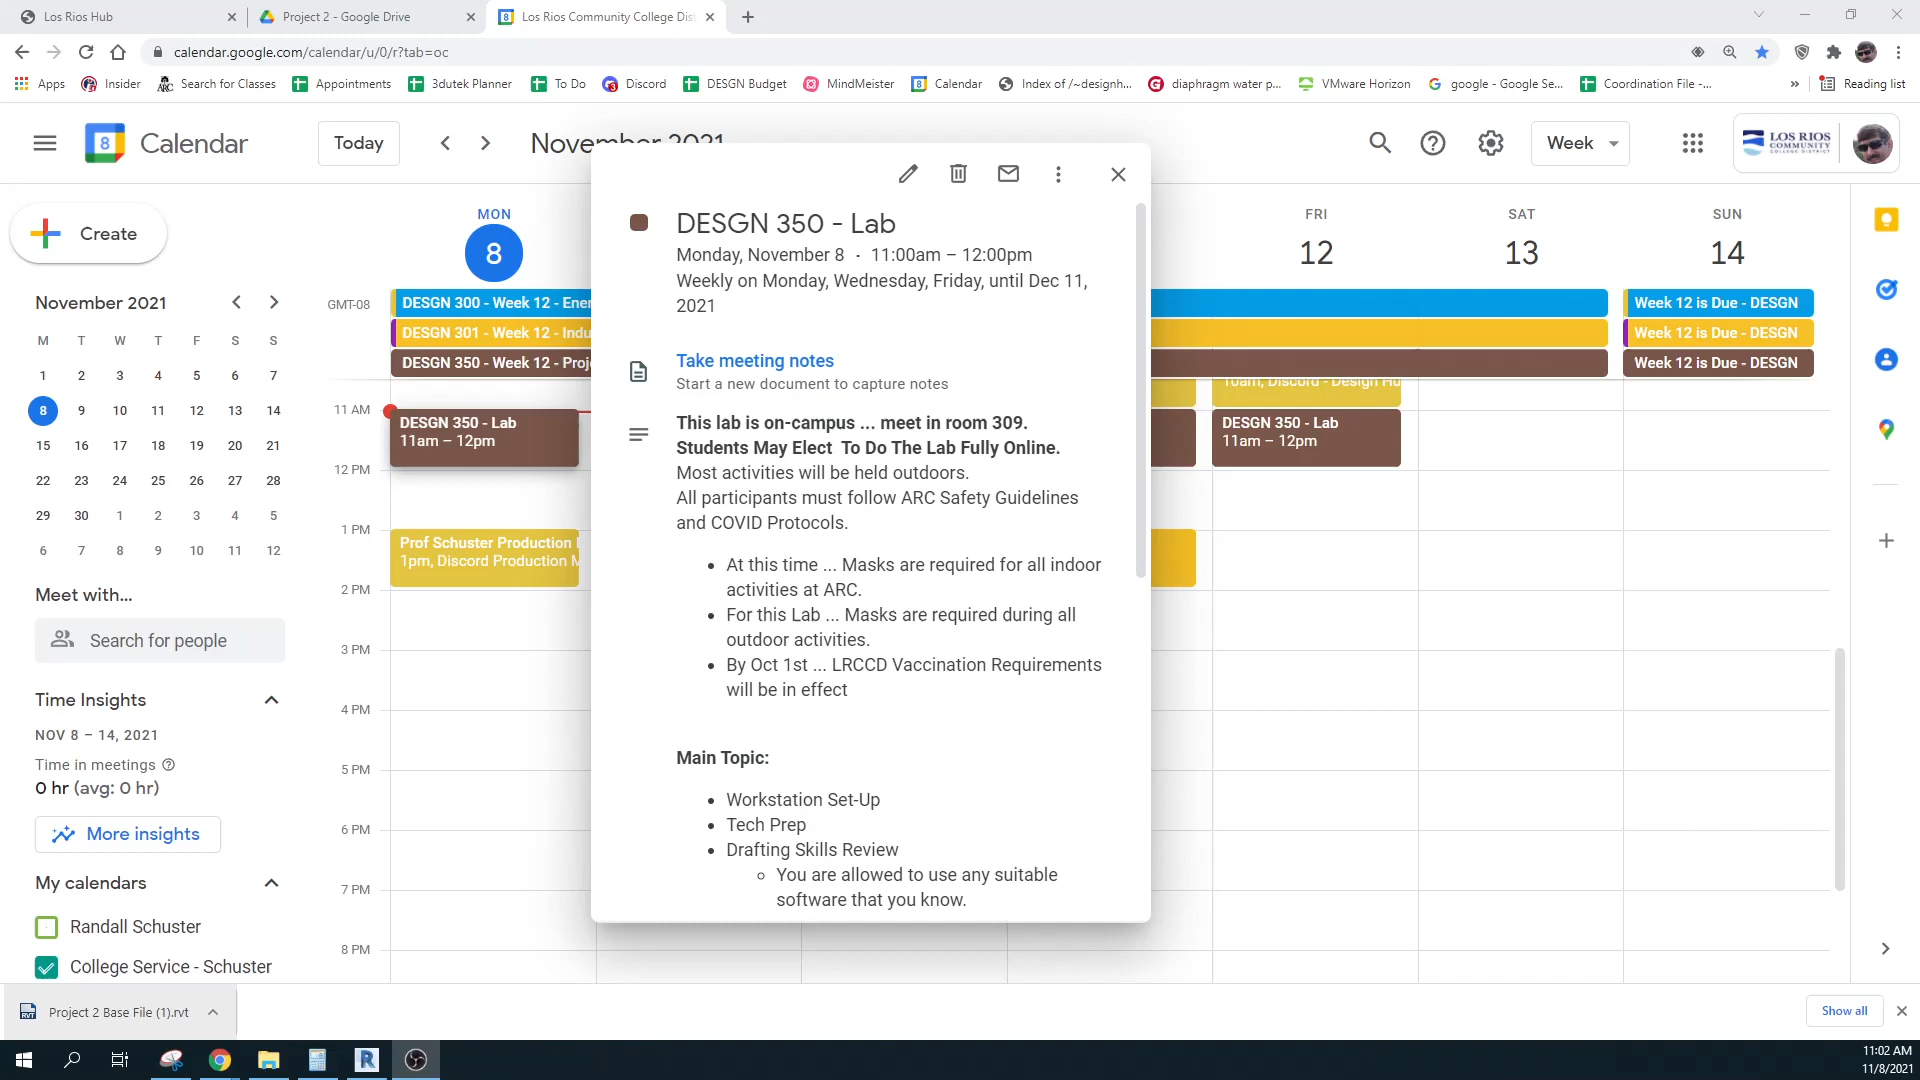 Los Rios Hub
Project 2 - Google Drive
Los Rios Community College Dis
calendar.google.com/calendar/u/0/r?tab=oc
Apps
Insider
Search for Classes
Appointments
3dutek Planner
To Do
Discord
DESGN Budget
MindMeister
Calendar
Index of /~designh...
diaphragm water p...
VMware Horizon
google - Google Se...
Coordination File -...
»
Reading list
Calendar
Today
November 2021
Week
LOS RIOS
COMMUNITY
COLLEGE DISTRICT
Create
MON
8
FRI
12
SAT
13
SUN
14
GMT-08
DESGN 300 - Week 12 - Ener
DESGN 301 - Week 12 - Indu
DESGN 350 - Week 12 - Proj
Week 12 is Due - DESGN
Week 12 is Due - DESGN
Week 12 is Due - DESGN
10am, Discord - Design Hu
DESGN 350 - Lab
11am – 12pm
DESGN 350 - Lab
11am – 12pm
Prof Schuster Production
1pm, Discord Production M
11 AM
12 PM
1 PM
2 PM
3 PM
4 PM
5 PM
6 PM
7 PM
8 PM
DESGN 350 - Lab
Monday, November 8 · 11:00am – 12:00pm
Weekly on Monday, Wednesday, Friday, until Dec 11,
2021
Take meeting notes
Start a new document to capture notes
This lab is on-campus ... meet in room 309.
Students May Elect To Do The Lab Fully Online.
Most activities will be held outdoors.
All participants must follow ARC Safety Guidelines
and COVID Protocols.
• At this time ... Masks are required for all indoor
activities at ARC.
• For this Lab ... Masks are required during all
outdoor activities.
• By Oct 1st ... LRCCD Vaccination Requirements
will be in effect
Main Topic:
• Workstation Set-Up
• Tech Prep
• Drafting Skills Review
◦ You are allowed to use any suitable
software that you know.
November 2021
M T W T F S S
1 2 3 4 5 6 7
8 9 10 11 12 13 14
15 16 17 18 19 20 21
22 23 24 25 26 27 28
29 30 1 2 3 4 5
6 7 8 9 10 11 12
Meet with...
Search for people
Time Insights
NOV 8 – 14, 2021
Time in meetings
0 hr (avg: 0 hr)
More insights
My calendars
Randall Schuster
College Service - Schuster
Project 2 Base File (1).rvt
Show all
11:02 AM
11/8/2021